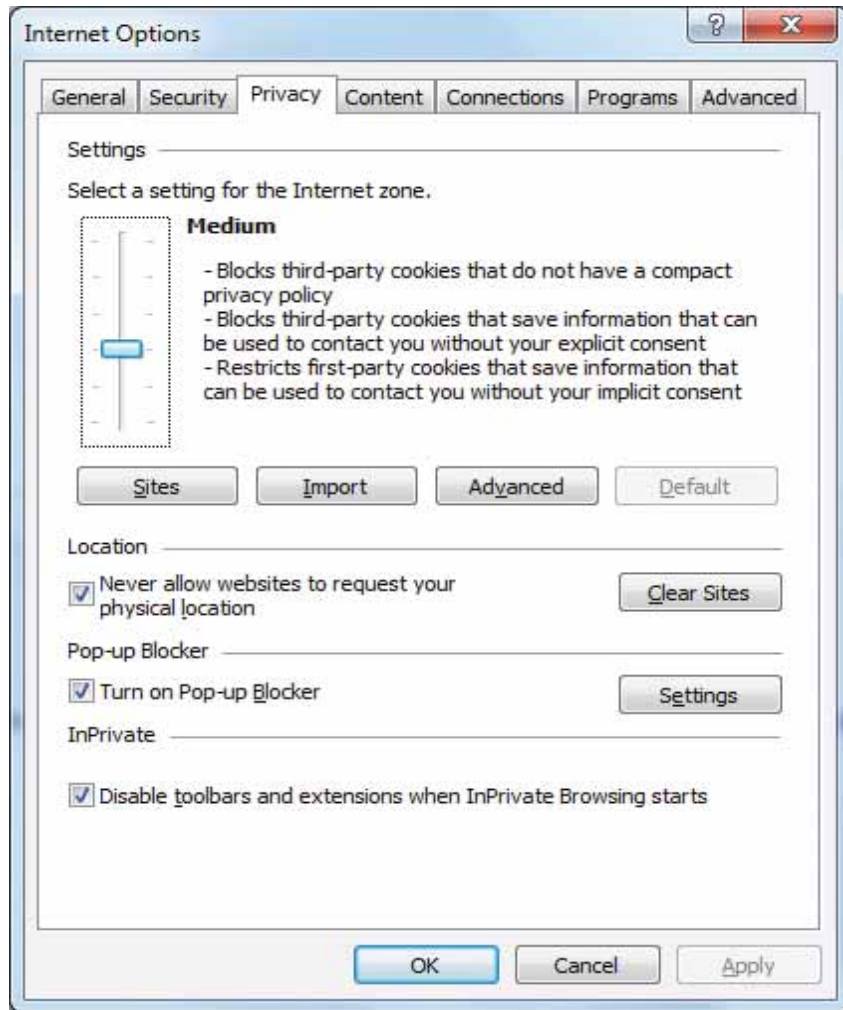 Internet Options
?
X
General Security Privacy Content Connections Programs Advanced
Settings
Select a setting for the Internet zone.
Medium
- Blocks third-party cookies that do not have a compact
privacy policy
- Blocks third-party cookies that save information that can
be used to contact you without your explicit consent
- Restricts first-party cookies that save information that
can be used to contact you without your implicit consent
Sites Import Advanced Default
Location
Never allow websites to request your
physical location
Clear Sites
Pop-up Blocker
Turn on Pop-up Blocker
Settings
InPrivate
Disable toolbars and extensions when InPrivate Browsing starts
OK Cancel Apply